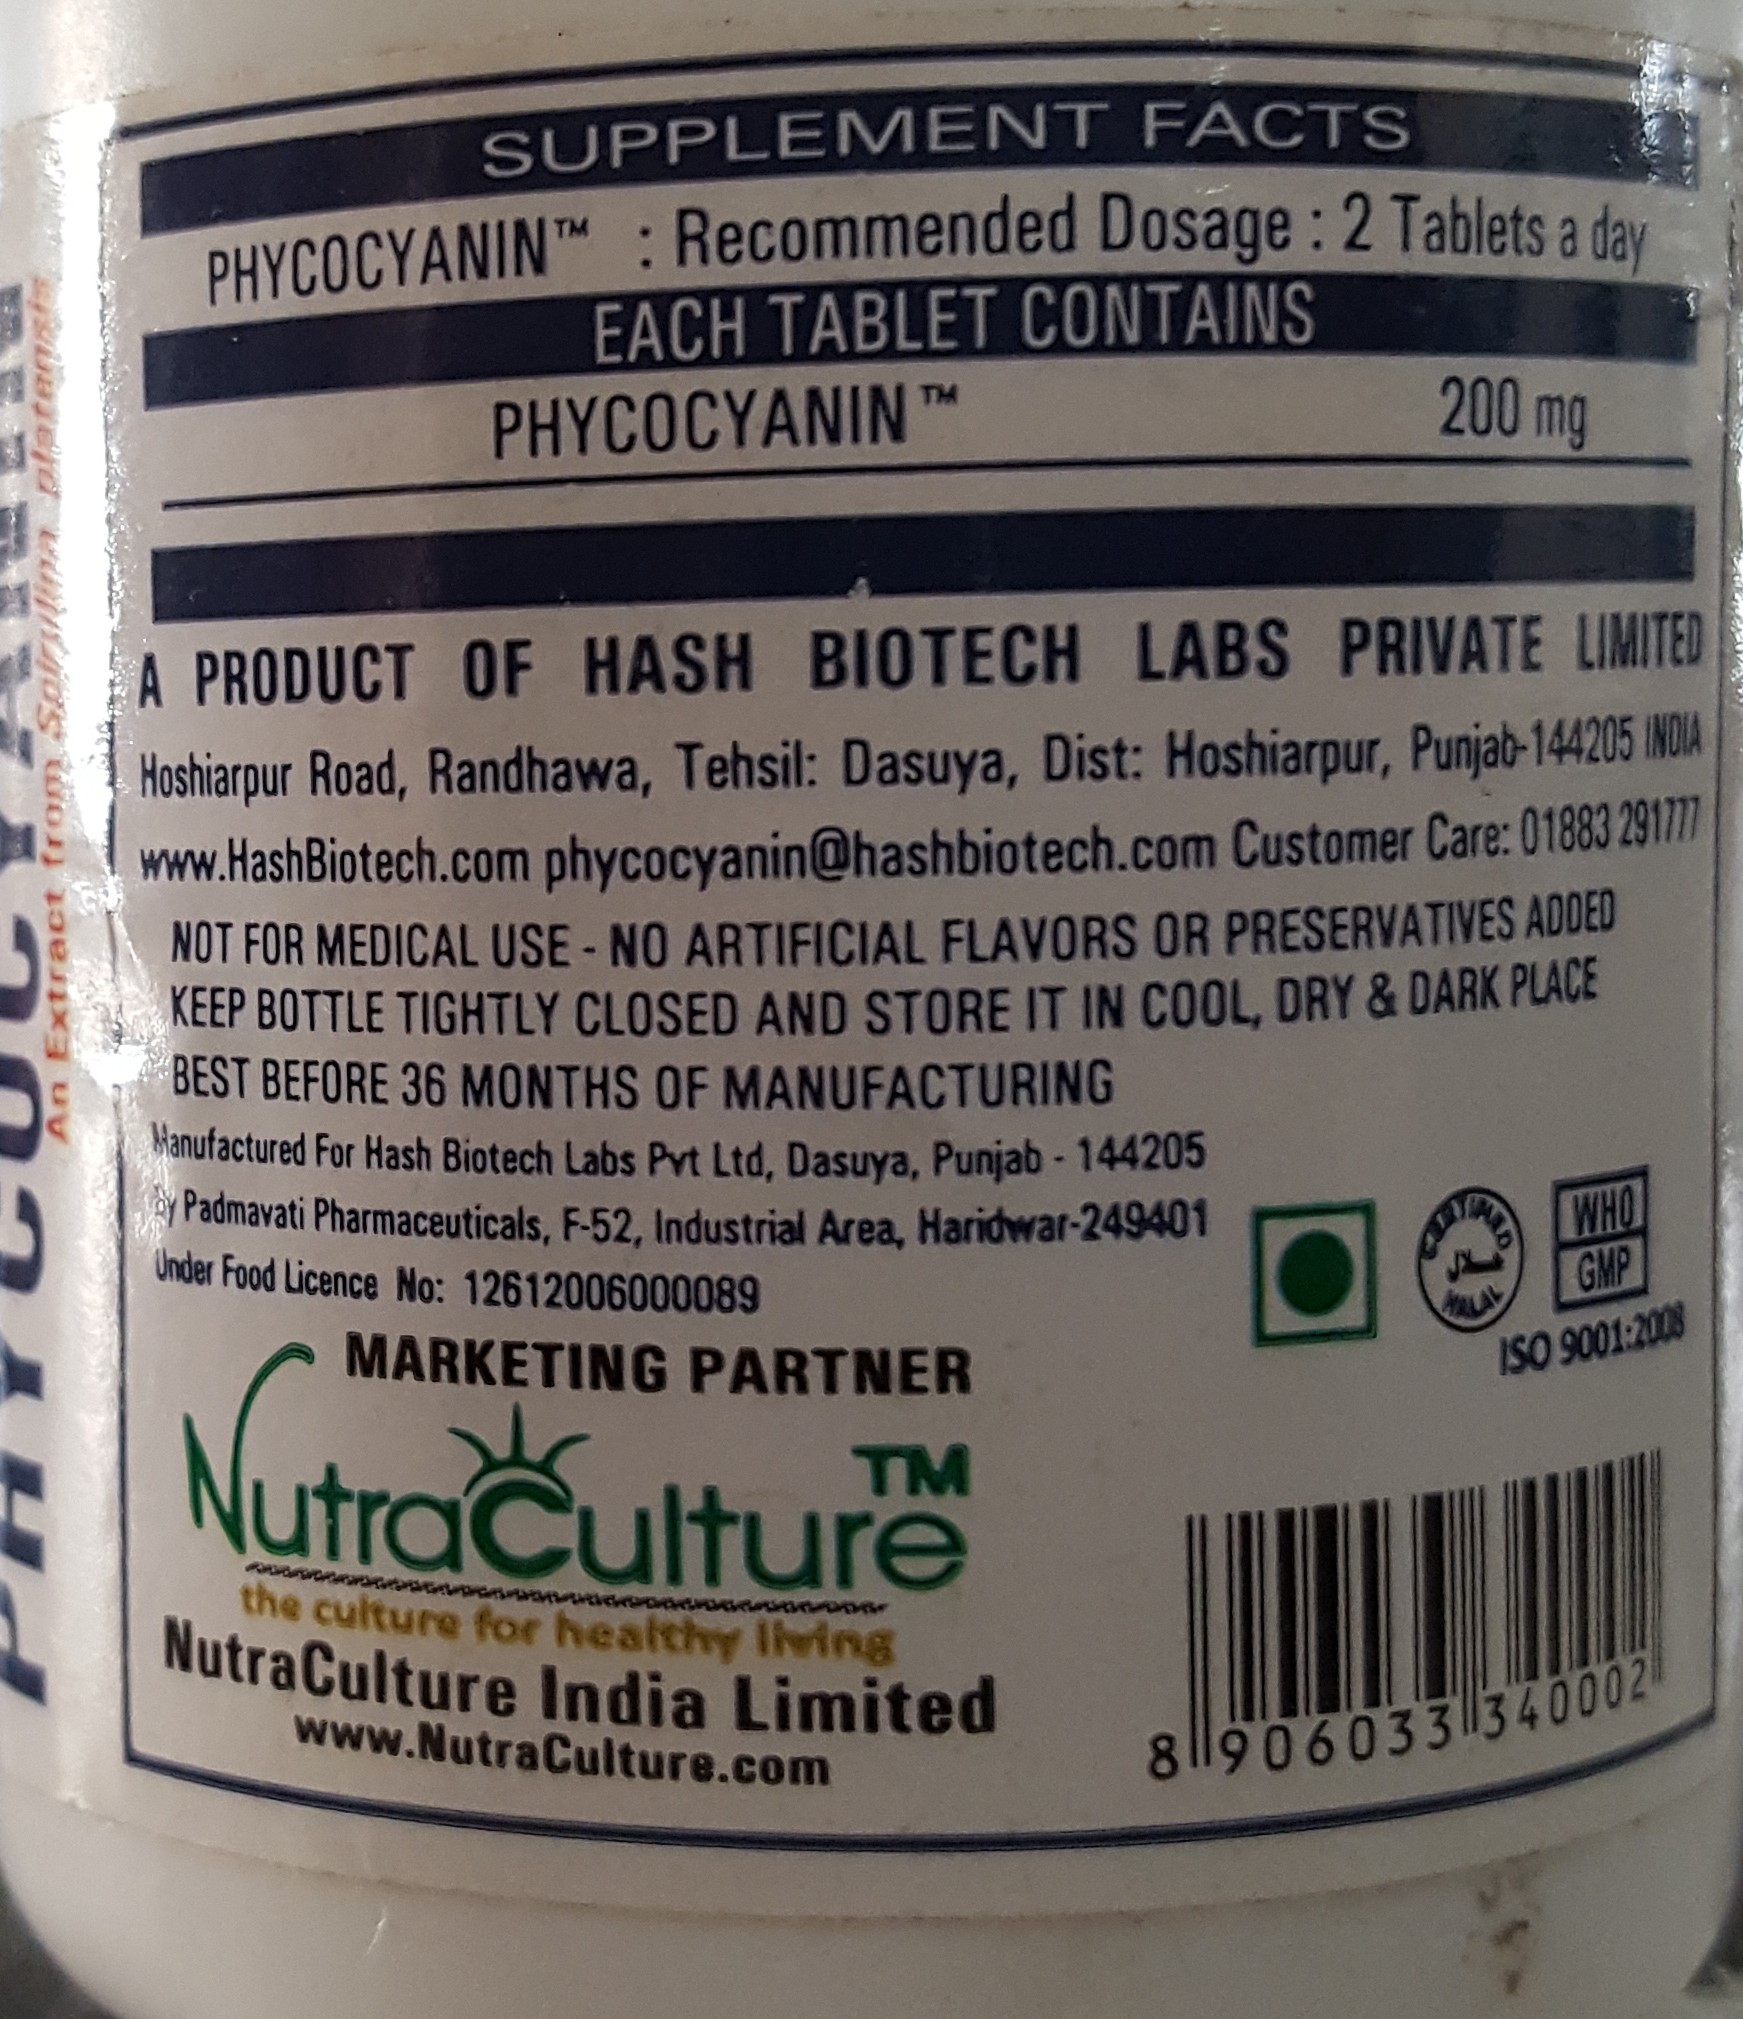 SUPPLEMENT FACTS
PHYCOCYANIN™ : Recommended Dosage : 2 Tablets a day
EACH TABLET CONTAINS
PHYCOCYANIN™ 200 mg
A PRODUCT OF HASH BIOTECH LABS PRIVATE LIMITED
Hoshiarpur Road, Randhawa, Tehsil: Dasuya, Dist: Hoshiarpur, Punjab-144205 INDIA
www.HashBiotech.com phycocyanin@hashbiotech.com Customer Care: 01883 291777
NOT FOR MEDICAL USE - NO ARTIFICIAL FLAVORS OR PRESERVATIVES ADDED
KEEP BOTTLE TIGHTLY CLOSED AND STORE IT IN COOL, DRY & DARK PLACE
BEST BEFORE 36 MONTHS OF MANUFACTURING
Manufactured For Hash Biotech Labs Pvt Ltd, Dasuya, Punjab - 144205
By Padmavati Pharmaceuticals, F-52, Industrial Area, Haridwar-249401
Under Food Licence No: 12612006000089
CERTIFIED
HALAL
WHO
GMP
ISO 9001:2008
MARKETING PARTNER
NutraCulture™
the culture for healthy living
NutraCulture India Limited
www.NutraCulture.com
8 906033 340002
PHYCOCYANIN
An Extract from Spirulina platensis